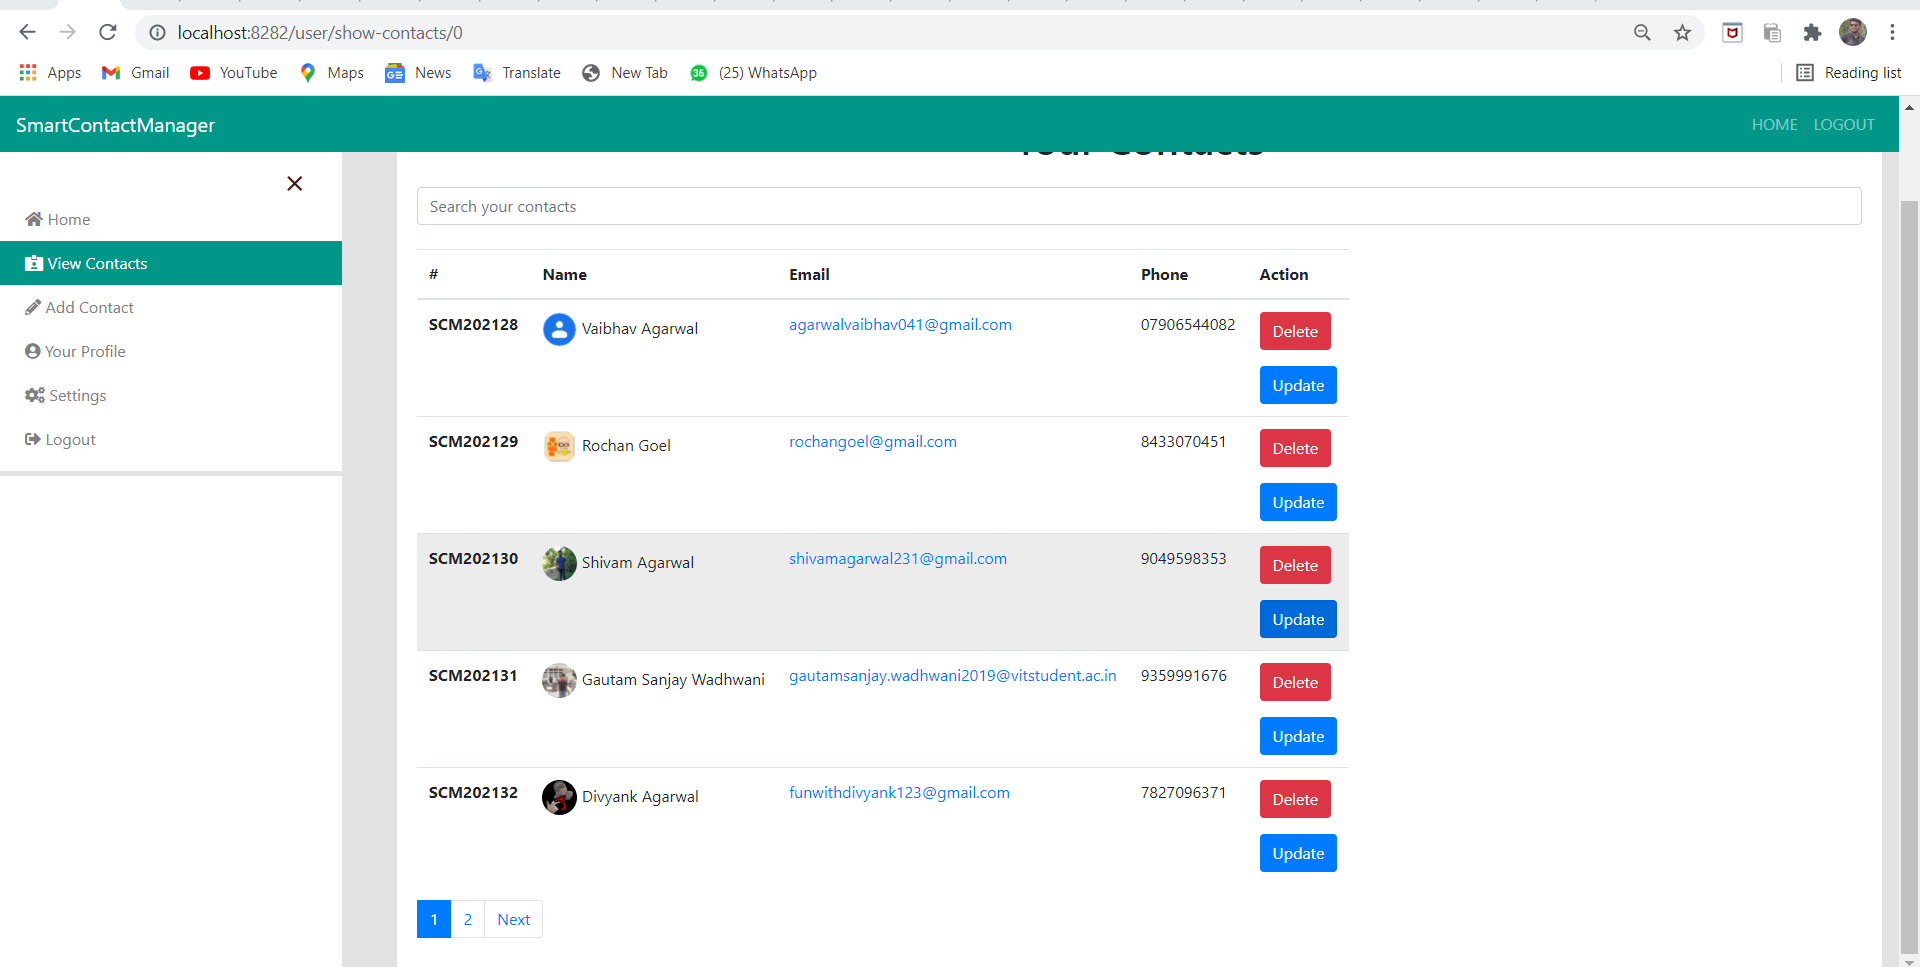 localhost:8282/user/show-contacts/0
Apps Gmail YouTube Maps News Translate New Tab 36 (25) WhatsApp Reading list
SmartContactManager HOME LOGOUT
Your Contacts
Home
View Contacts
Add Contact
Your Profile
Settings
Logout
Search your contacts
# Name Email Phone Action
SCM202128 Vaibhav Agarwal agarwalvaibhav041@gmail.com 07906544082 Delete
Update
SCM202129 Rochan Goel rochangoel@gmail.com 8433070451 Delete
Update
SCM202130 Shivam Agarwal shivamagarwal231@gmail.com 9049598353 Delete
Update
SCM202131 Gautam Sanjay Wadhwani gautamsanjay.wadhwani2019@vitstudent.ac.in 9359991676 Delete
Update
SCM202132 Divyank Agarwal funwithdivyank123@gmail.com 7827096371 Delete
Update
1 2 Next